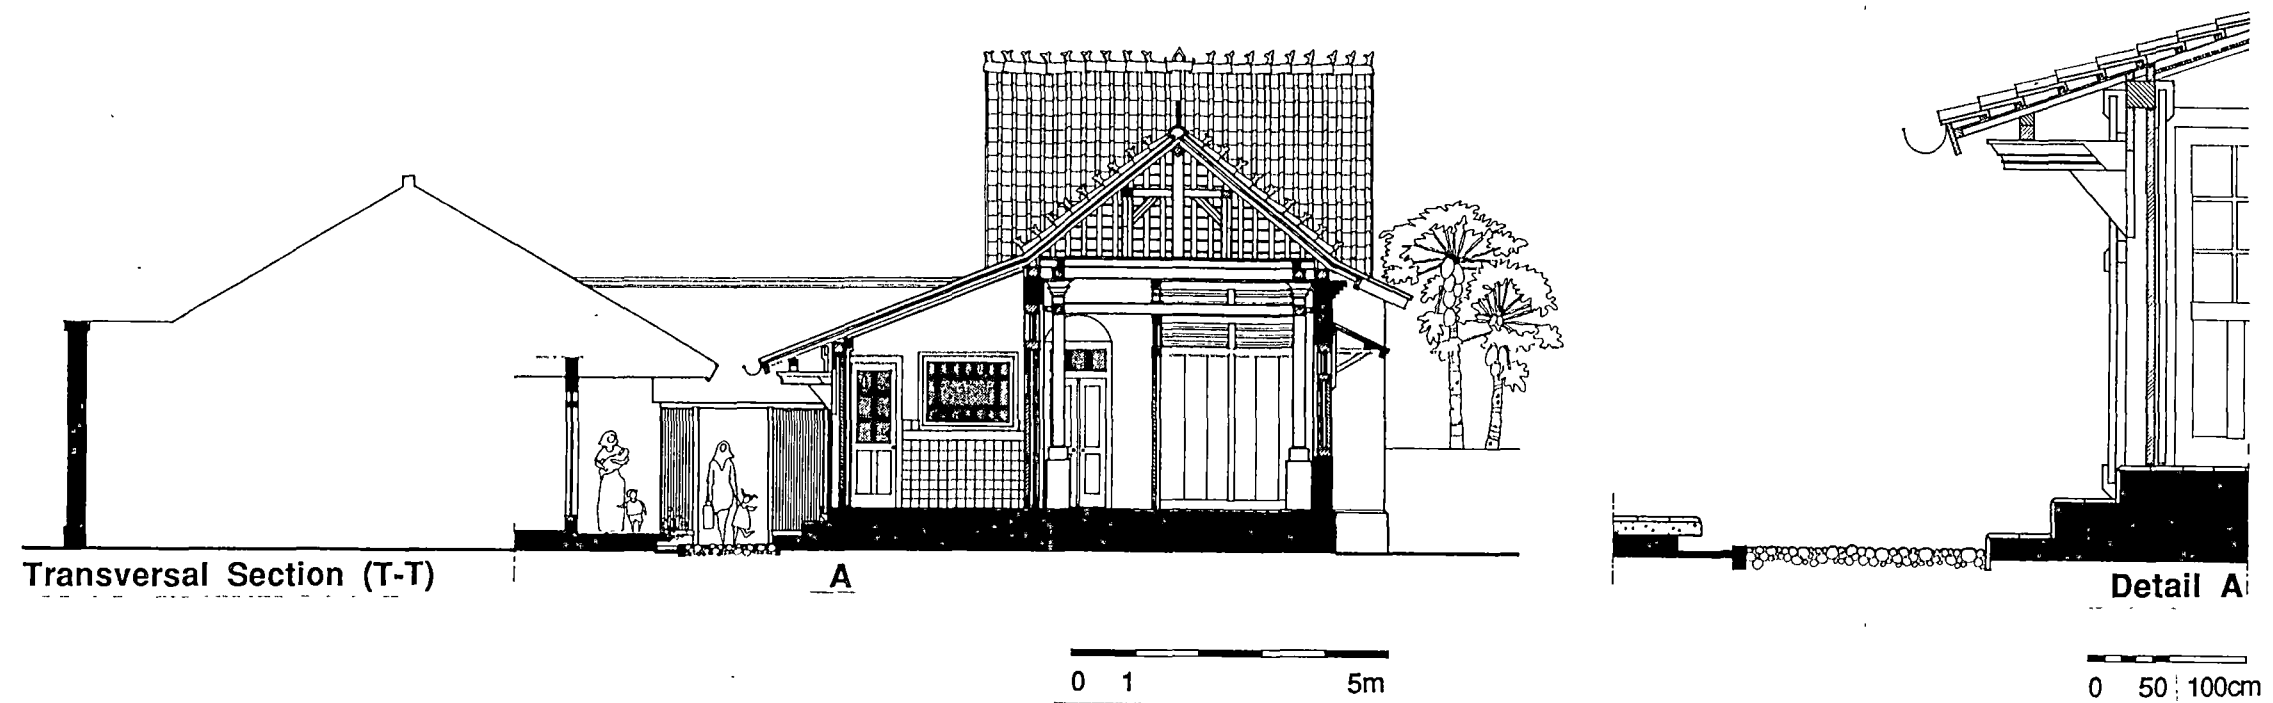 Transversal Section (T-T)
A
Detail A
0 1 5m
0 50 100cm